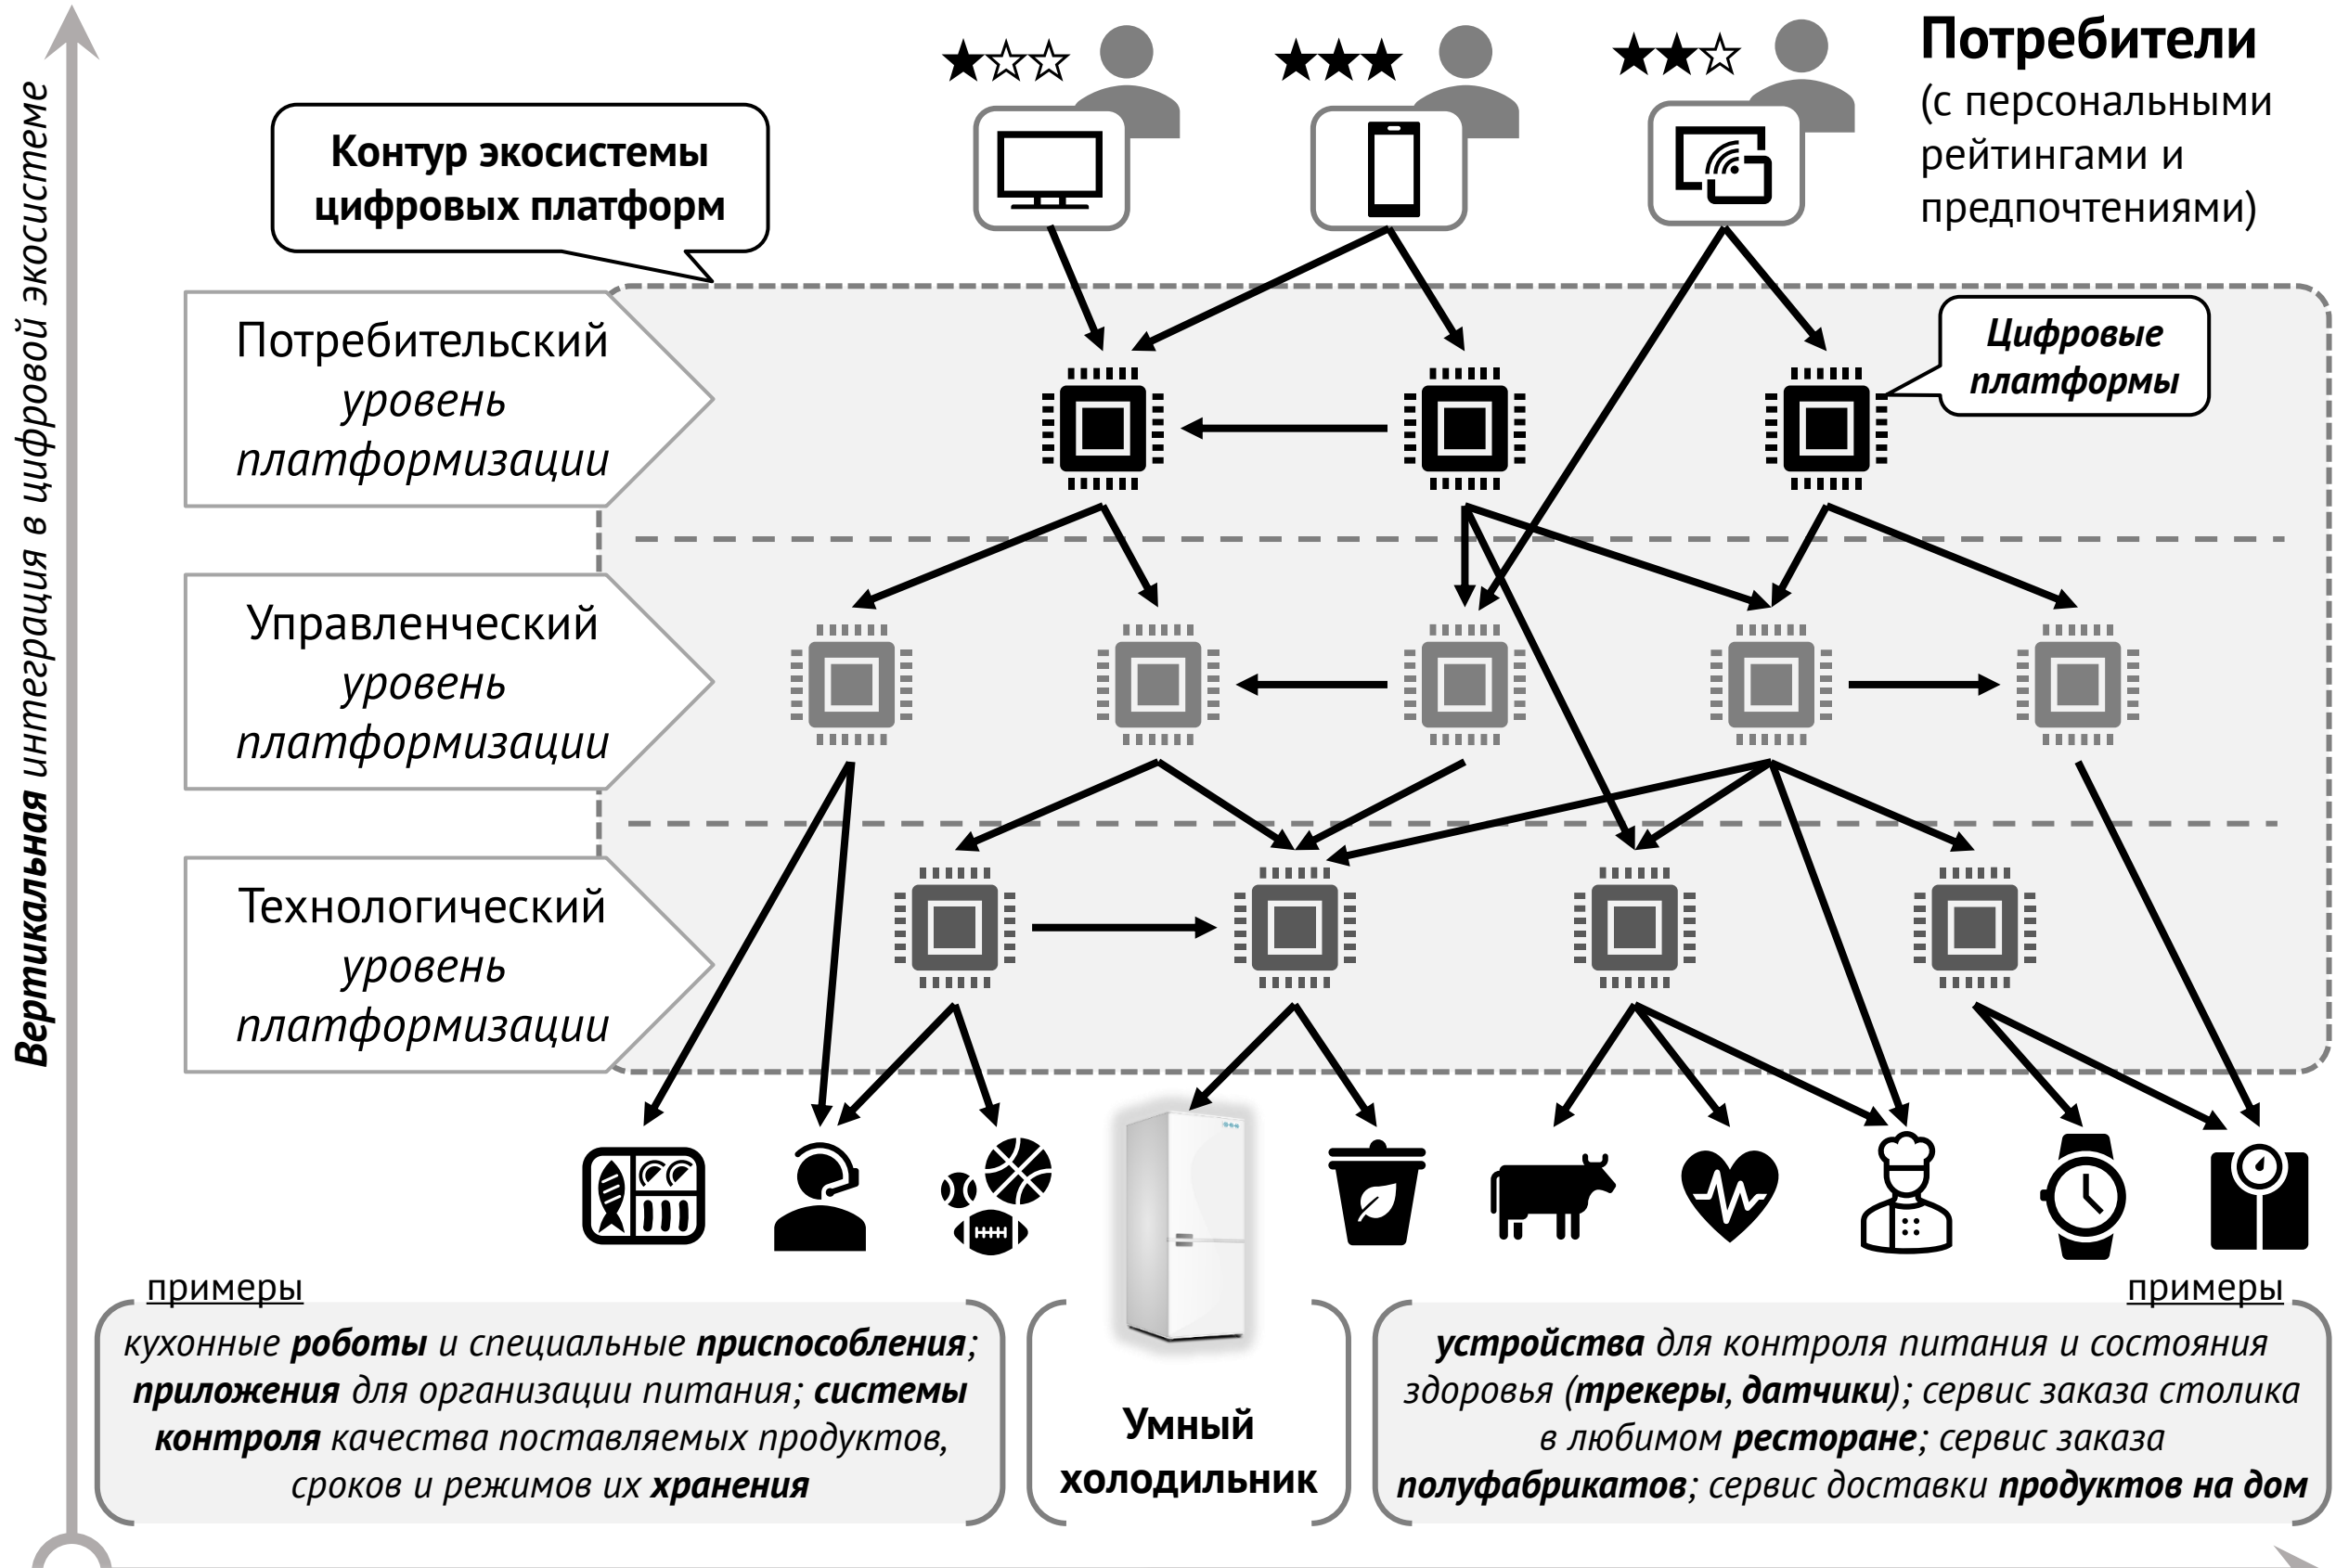 Вертикальная интеграция в цифровой экосистеме
Потребители
(с персональными
рейтингами и
предпочтениями)
Контур экосистемы
цифровых платформ
Цифровые
платформы
Потребительский
уровень
платформизации
Управленческий
уровень
платформизации
Технологический
уровень
платформизации
примеры
кухонные роботы и специальные приспособления;
приложения для организации питания; системы
контроля качества поставляемых продуктов,
сроков и режимов их хранения
Умный
холодильник
примеры
устройства для контроля питания и состояния
здоровья (трекеры, датчики); сервис заказа столика
в любимом ресторане; сервис заказа
полуфабрикатов; сервис доставки продуктов на дом